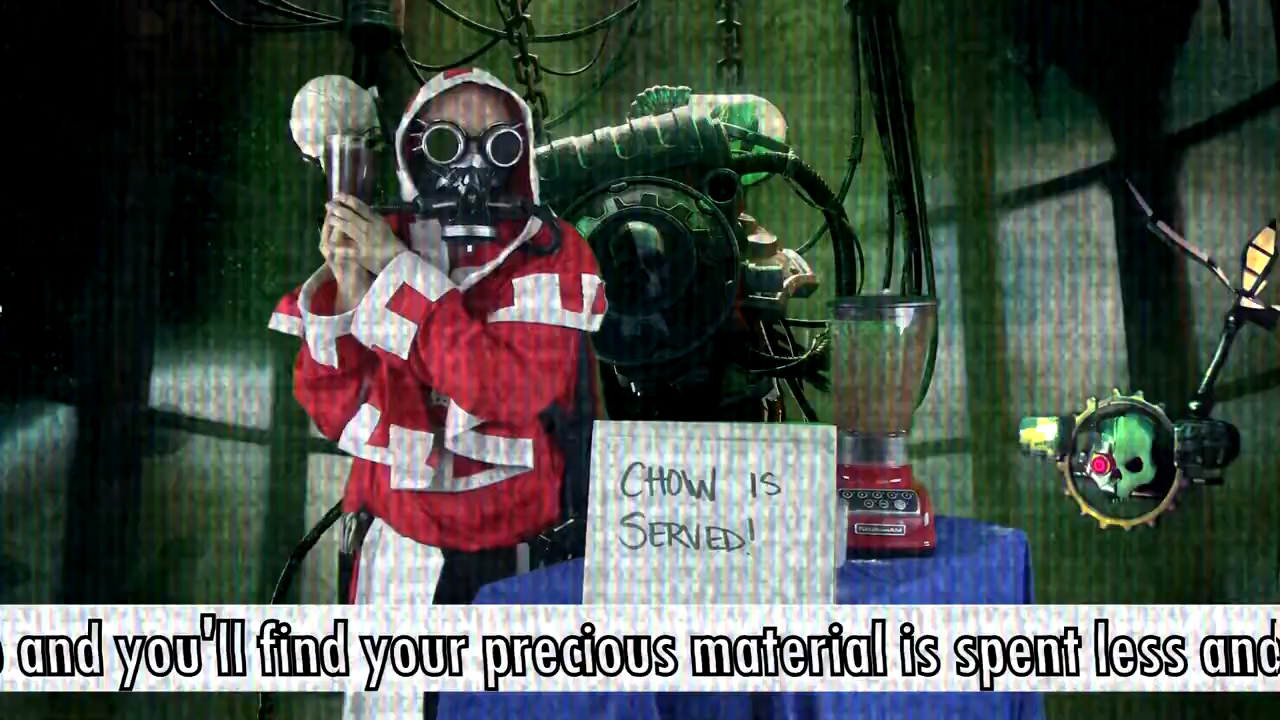 CHOW IS
SERVED!
and you'll find your precious material is spent less and